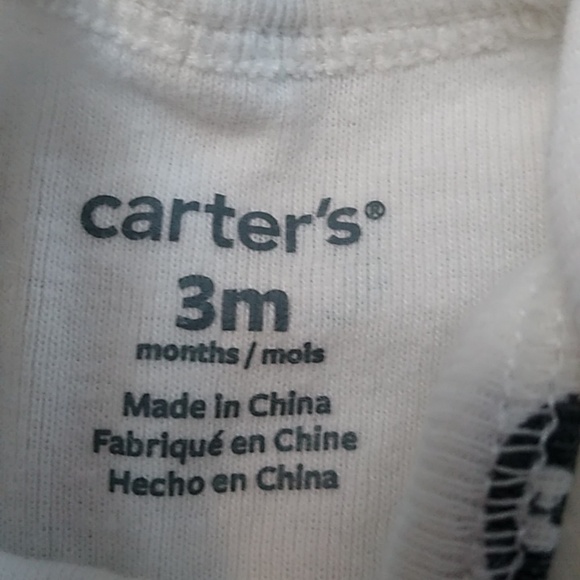 carter's®
3m
months / mois
Made in China
Fabriqué en Chine
Hecho en China